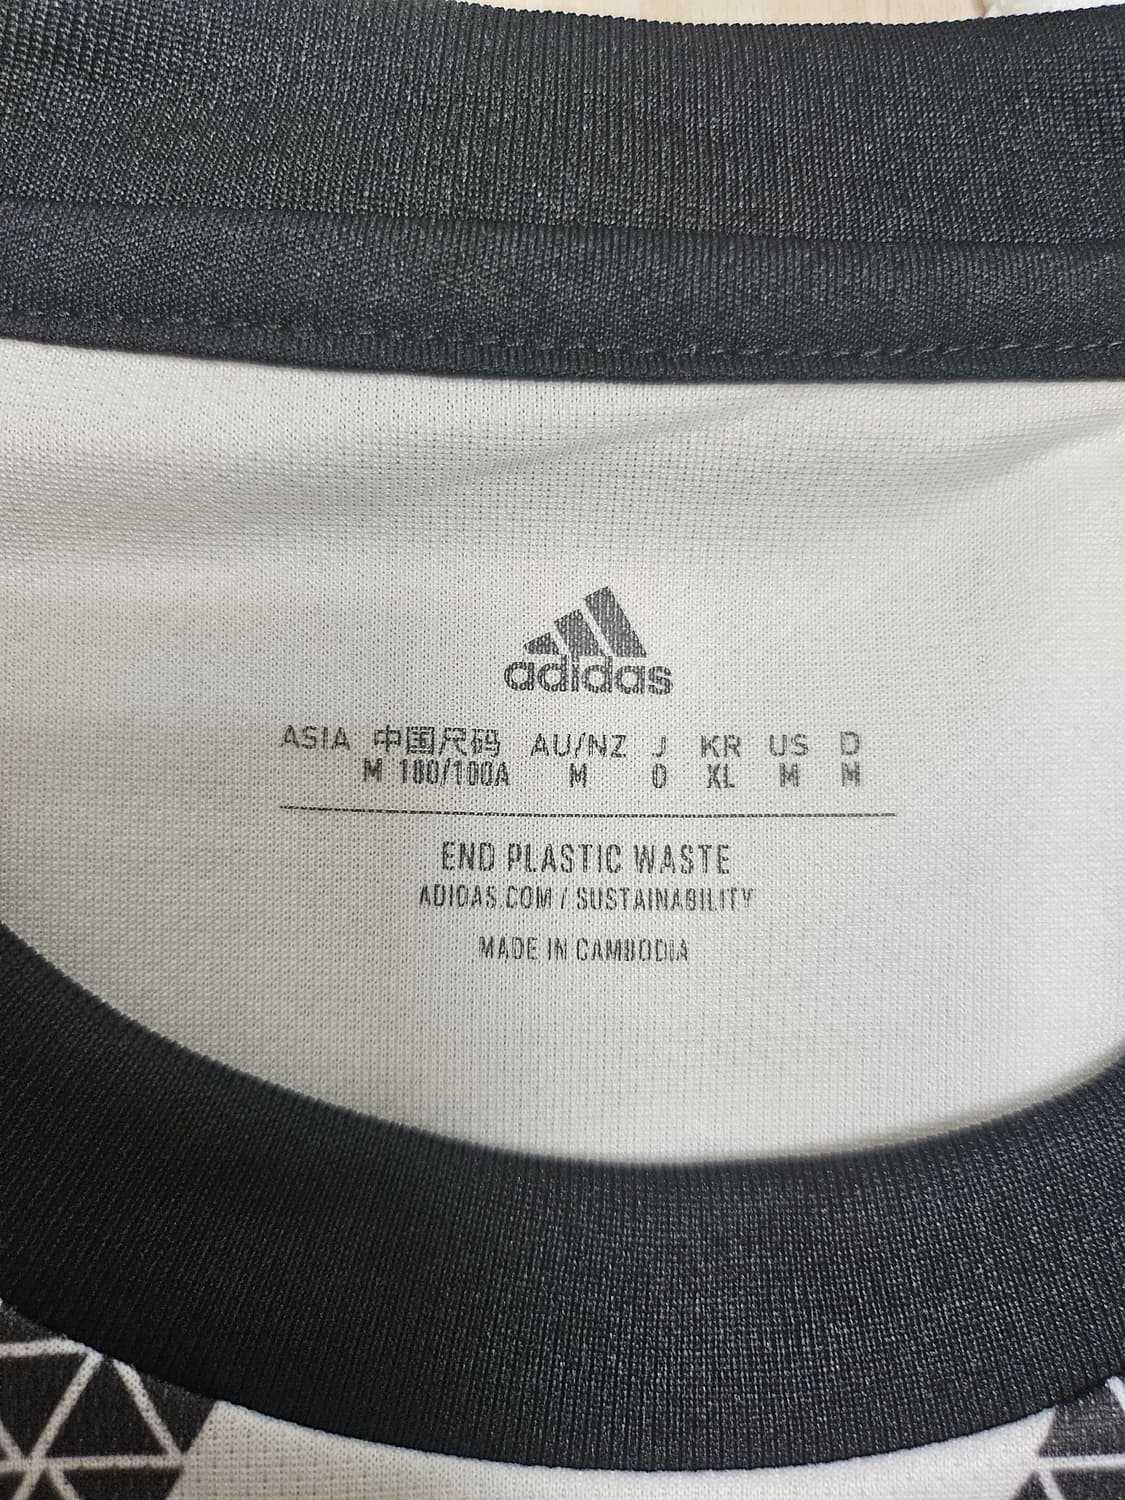 adidas
ASIA 中国尺码 AU/NZ J KR US D
M 180/100A M O XL M M
END PLASTIC WASTE
ADIDAS.COM / SUSTAINABILITY
MADE IN CAMBODIA